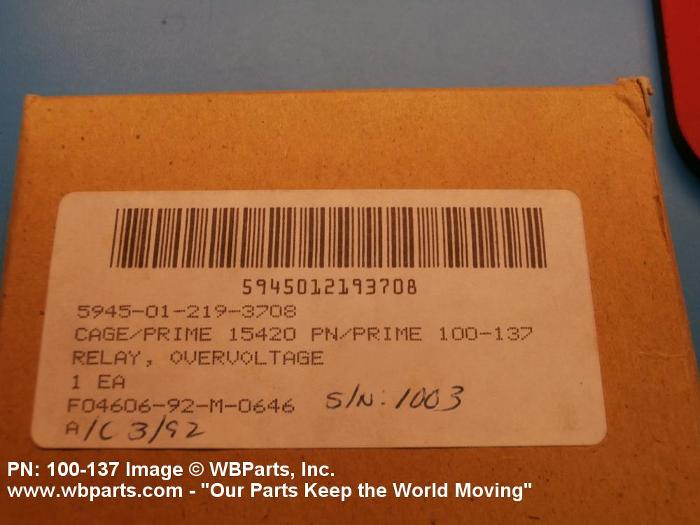 5945012193708
5945-01-219-3708
CAGE/PRIME 15420 PN/PRIME 100-137
RELAY, OVERVOLTAGE
1 EA
F04606-92-M-0646 S/N: 1003
A/C 3/92
PN: 100-137 Image © WBParts, Inc.
www.wbparts.com - "Our Parts Keep the World Moving"